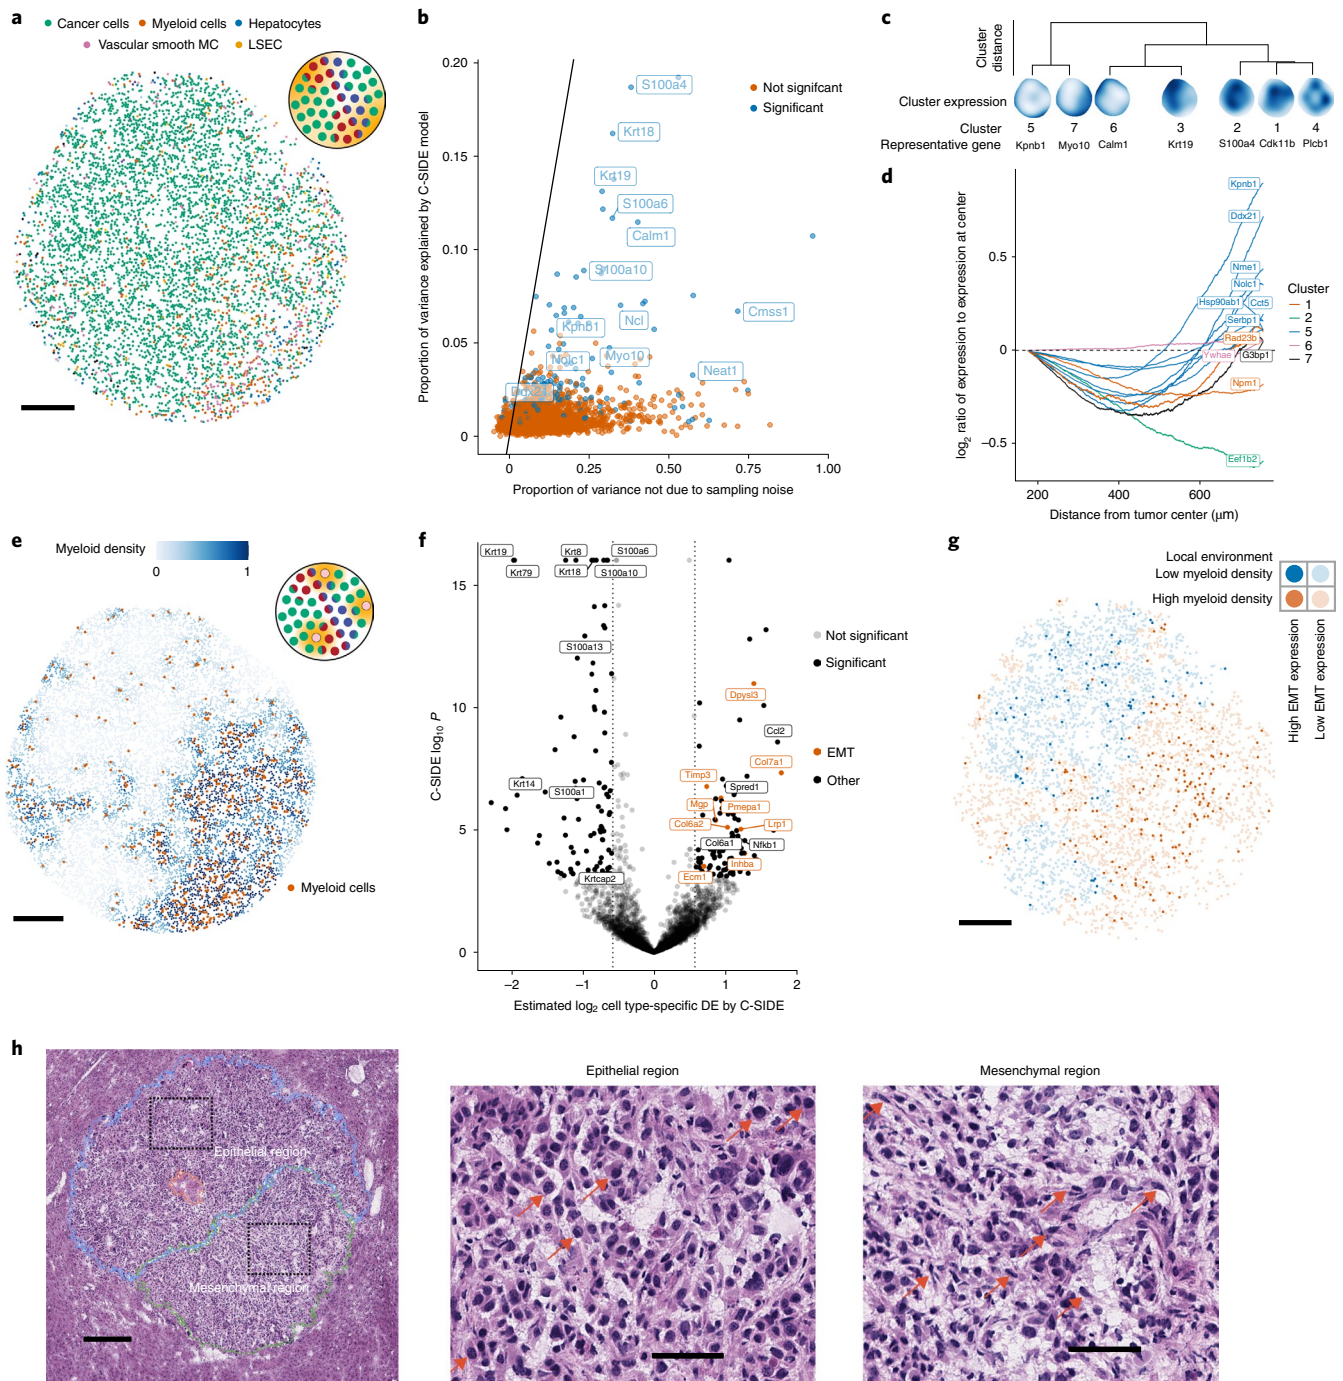 a
Cancer cells
Myeloid cells
Hepatocytes
Vascular smooth MC
LSEC
b
Proportion of variance explained by C-SIDE model
0.20
0.15
0.10
0.05
0
0
0.25
0.50
0.75
1.00
Proportion of variance not due to sampling noise
Not signifcant
Significant
S100a4
Krt18
Krt19
S100a6
Calm1
S100a10
Cmss1
Kpnb1
Ncl
Nolc1
Myo10
Neat1
Ddx21
c
Cluster distance
Cluster expression
Cluster
5 7 6 3 2 1 4
Representative gene
Kpnb1 Myo10 Calm1 Krt19 S100a4 Cdk11b Plcb1
d
log2 ratio of expression to expression at center
0.5
0
−0.5
200 400 600
Distance from tumor center (μm)
Kpnb1
Ddx21
Nme1
Nolc1
Hsp90ab1
Cct5
Serbp1
Rad23b
Ywhae
G3bp1
Npm1
Eef1b2
Cluster
1
2
5
6
7
e
Myeloid density
0 1
Myeloid cells
f
C-SIDE log10 P
15
10
5
0
−2 −1 0 1 2
Estimated log2 cell type-specific DE by C-SIDE
Krt19
Krt79
Krt8
Krt18
S100a6
S100a10
S100a13
Krt14
S100a1
Krtcap2
Dpysl3
Ccl2
Col7a1
Timp3
Spred1
Mgp
Pmepa1
Col6a2
Lrp1
Col6a1
Nfkb1
Inhba
Ecm1
Not significant
Significant
EMT
Other
g
Local environment
Low myeloid density
High myeloid density
High EMT expression
Low EMT expression
h
Epithelial region
Mesenchymal region
Epithelial region
Mesenchymal region